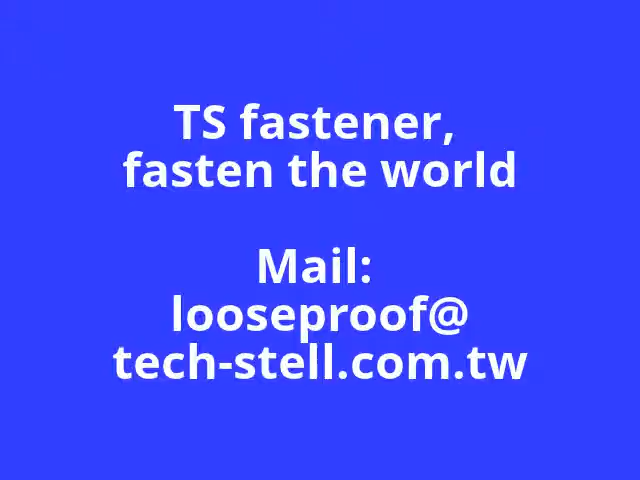 TS fastener,
fasten the world
Mail:
looseproof@
tech-stell.com.tw